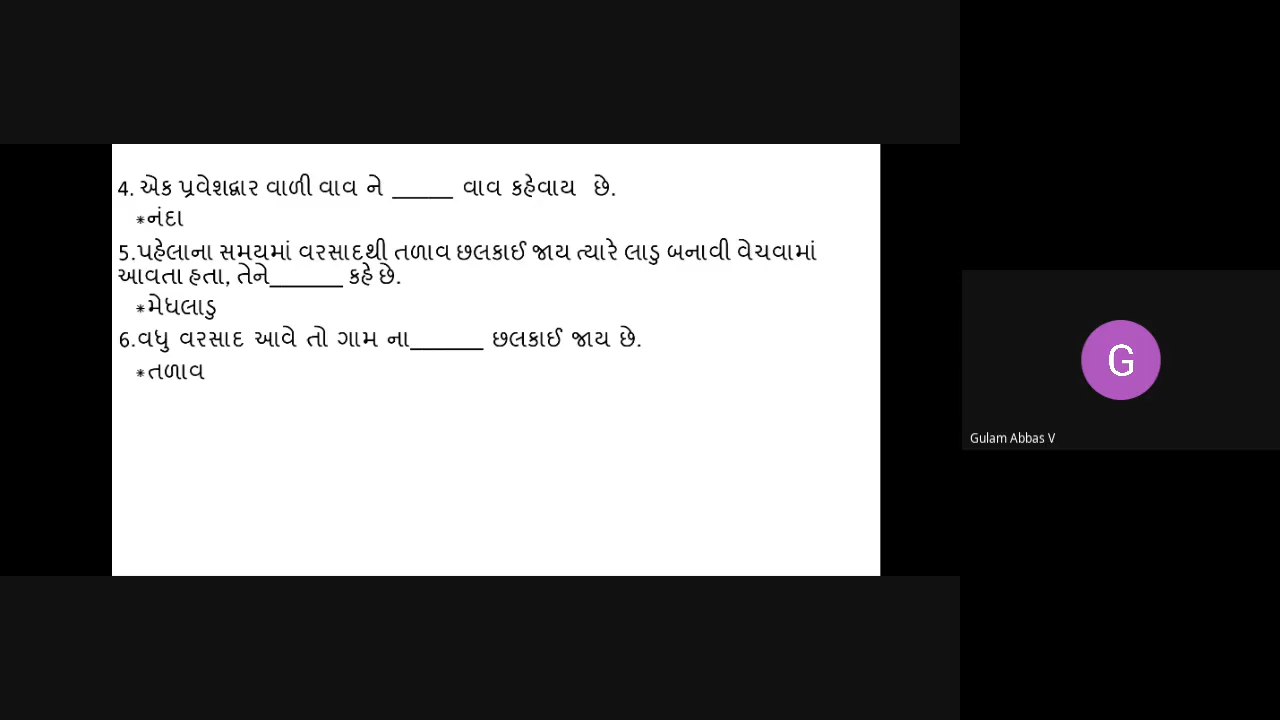 4. એક પ્રવેશદ્વાર વાળી વાવ ને _____ વાવ કહેવાય છે.
*નંદા
5.પહેલાના સમયમાં વરસાદથી તળાવ છલકાઈ જાય ત્યારે લાડુ બનાવી વેચવામાં
આવતા હતા, તેને______ કહે છે.
*મેઘલાડુ
6.વધુ વરસાદ આવે તો ગામ ના______ છલકાઈ જાય છે.
*તળાવ
G
Gulam Abbas V